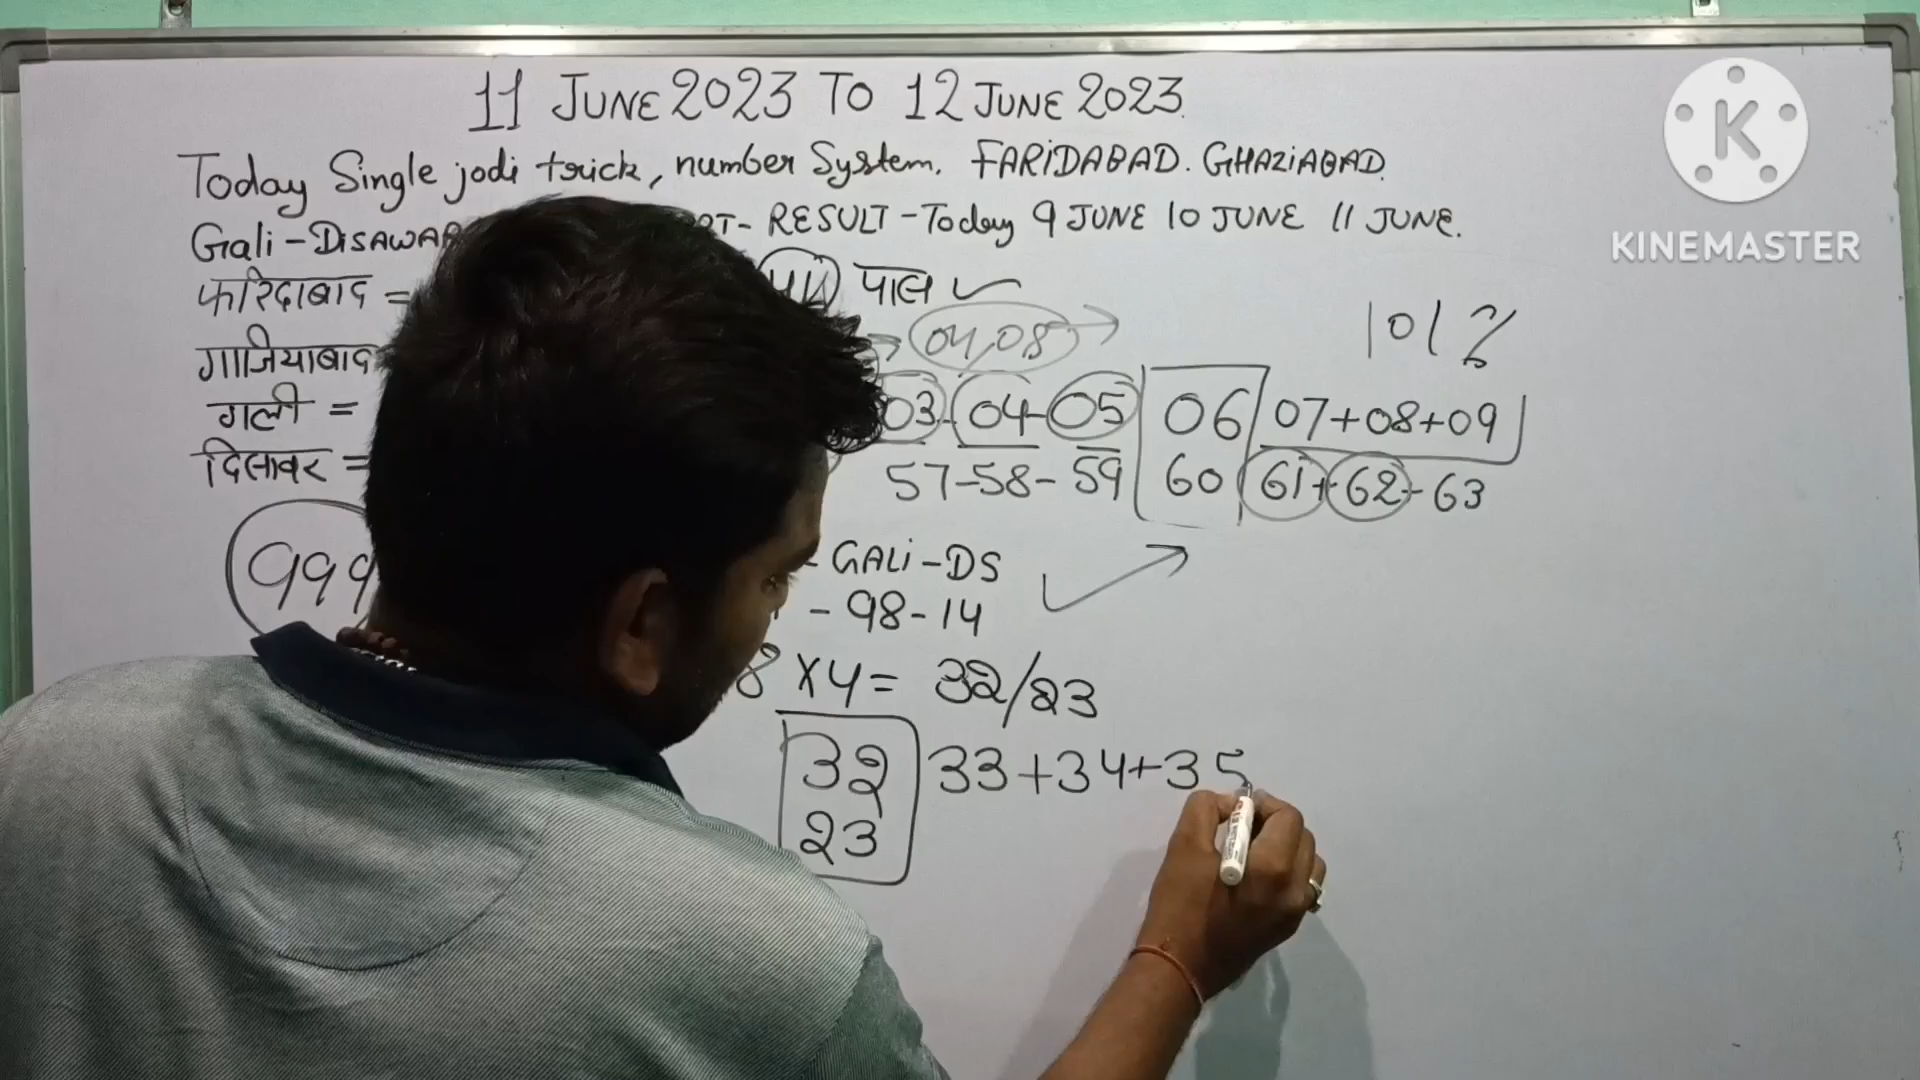 11 JUNE 2023 TO 12 JUNE 2023.
Today Single jodi trick, number System. FARIDABAD. GHAZIABAD.
Gali - DISAWAR - RESULT - Today 9 JUNE 10 JUNE 11 JUNE.
फरिदाबाद = पास
गाजियाबाद 04,08 101%
गली = 03 - 04 - 05 06 07+08+09
दिसावर = 57-58-59 60 61+62-63
999 - GALI - DS
- 98 - 14
8 X4 = 32/23
32 33+34+35
23
K
KINEMASTER